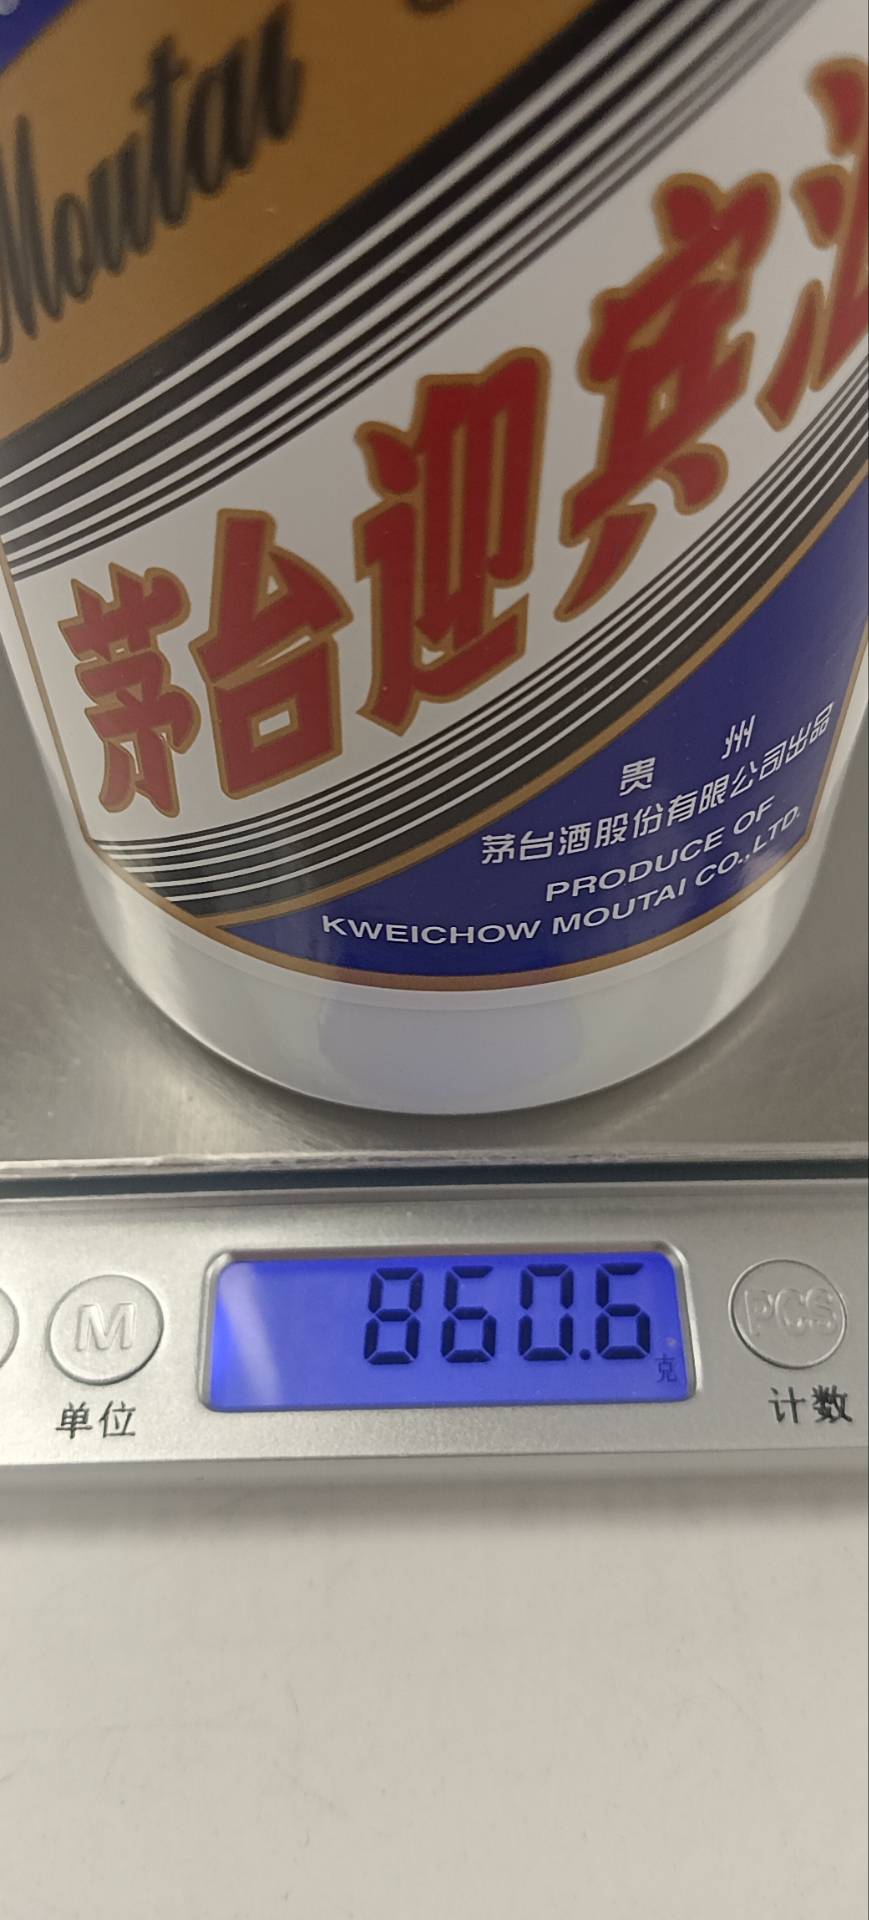 Moutai
茅台迎宾酒
贵州
茅台酒股份有限公司出品
PRODUCE OF
KWEICHOW MOUTAI CO.,LTD.
860.6
克
M
PCS
单位
计数